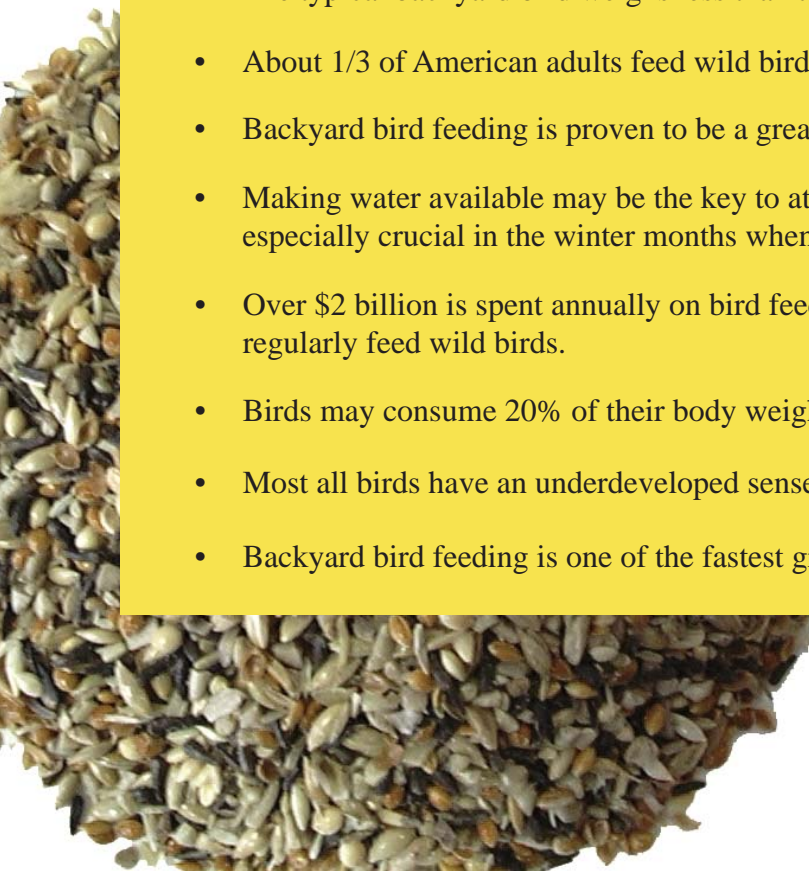 • About 1/3 of American adults feed wild bird
• Backyard bird feeding is proven to be a grea
• Making water available may be the key to at
especially crucial in the winter months when
• Over $2 billion is spent annually on bird fee
regularly feed wild birds.
• Birds may consume 20% of their body weigh
• Most all birds have an underdeveloped sense
• Backyard bird feeding is one of the fastest g